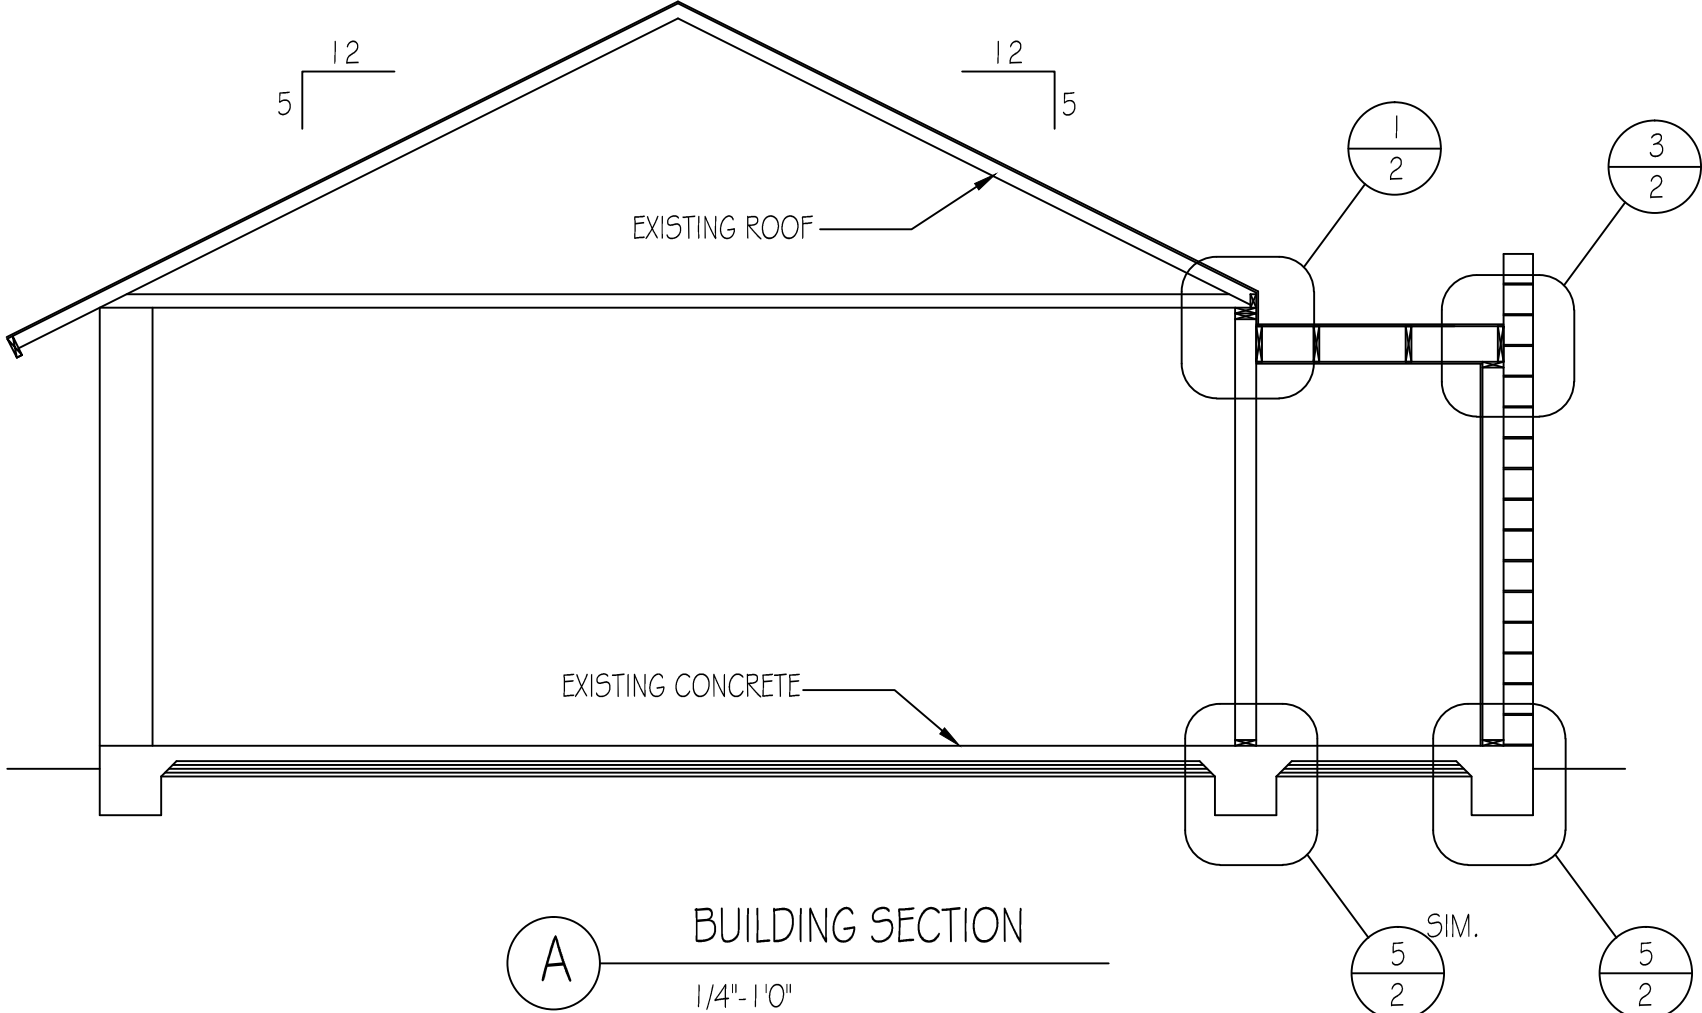 12
5
12
5
1
2
3
2
EXISTING ROOF
EXISTING CONCRETE
BUILDING SECTION
A
1/4"-1'0"
SIM.
5
2
5
2